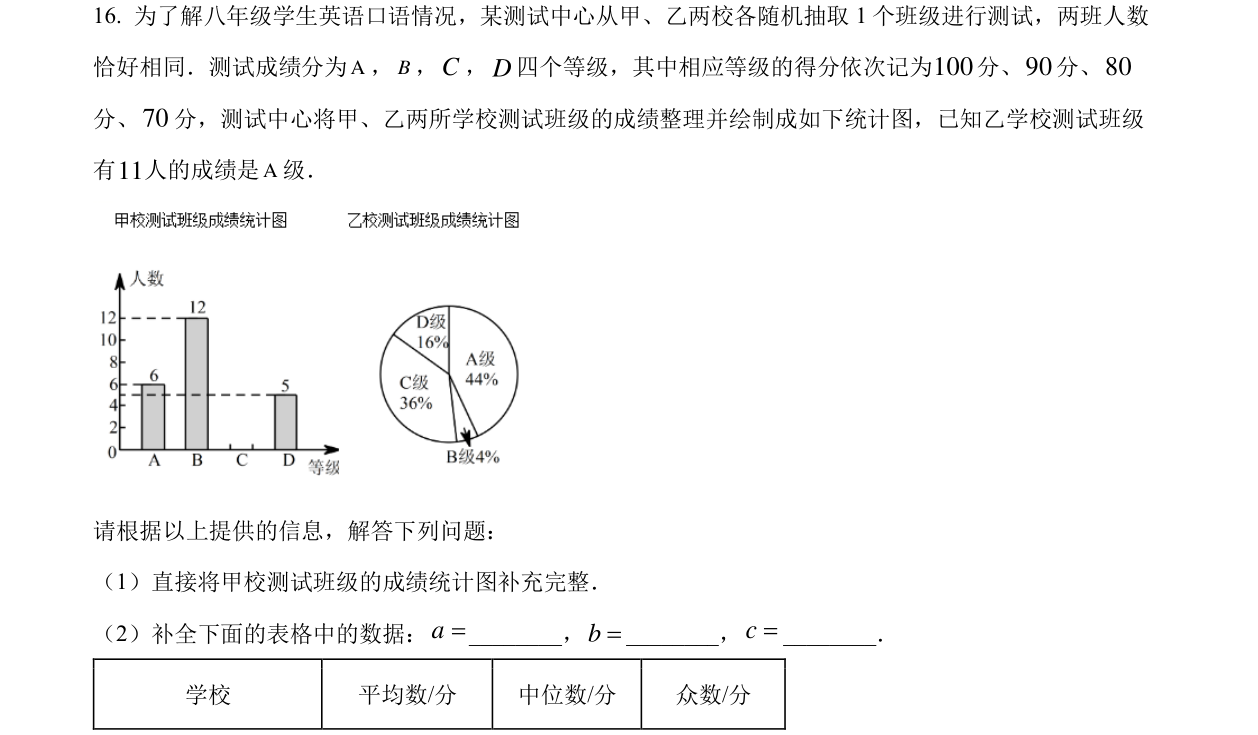 16. 为了解八年级学生英语口语情况，某测试中心从甲、乙两校各随机抽取 1 个班级进行测试，两班人数
恰好相同．测试成绩分为 A ， B ， C ， D 四个等级，其中相应等级的得分依次记为100 分、90 分、80
分、70 分，测试中心将甲、乙两所学校测试班级的成绩整理并绘制成如下统计图，已知乙学校测试班级
有11人的成绩是 A 级．
甲校测试班级成绩统计图 乙校测试班级成绩统计图
人数
12
12
10
8
6
6
5
4
2
0
A B C D 等级
D级
16%
A级
44%
C级
36%
B级4%
请根据以上提供的信息，解答下列问题：
（1）直接将甲校测试班级的成绩统计图补充完整．
（2）补全下面的表格中的数据：a =________，b =________，c =________．
学校 平均数/分 中位数/分 众数/分